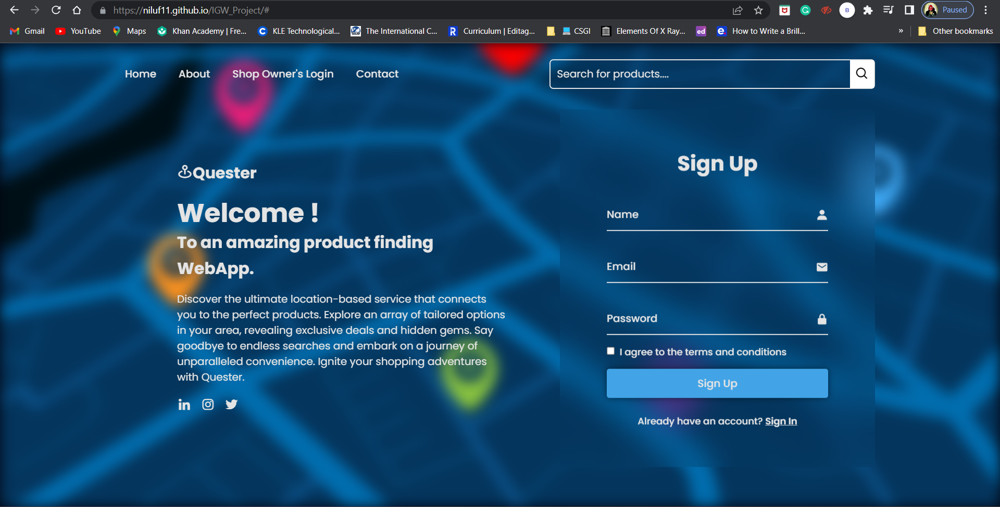 https://niluf11.github.io/IGW_Project/#
B
Paused
Gmail
YouTube
Maps
Khan Academy | Fre...
KLE Technological...
The International C...
Curriculum | Editag...
CSGI
Elements Of X Ray...
ed
How to Write a Brill...
»
Other bookmarks
Home
About
Shop Owner's Login
Contact
Search for products....
Quester
Welcome !
To an amazing product finding
WebApp.
Discover the ultimate location-based service that connects
you to the perfect products. Explore an array of tailored options
in your area, revealing exclusive deals and hidden gems. Say
goodbye to endless searches and embark on a journey of
unparalleled convenience. Ignite your shopping adventures
with Quester.
in
Sign Up
Name
Email
Password
I agree to the terms and conditions
Sign Up
Already have an account? Sign In